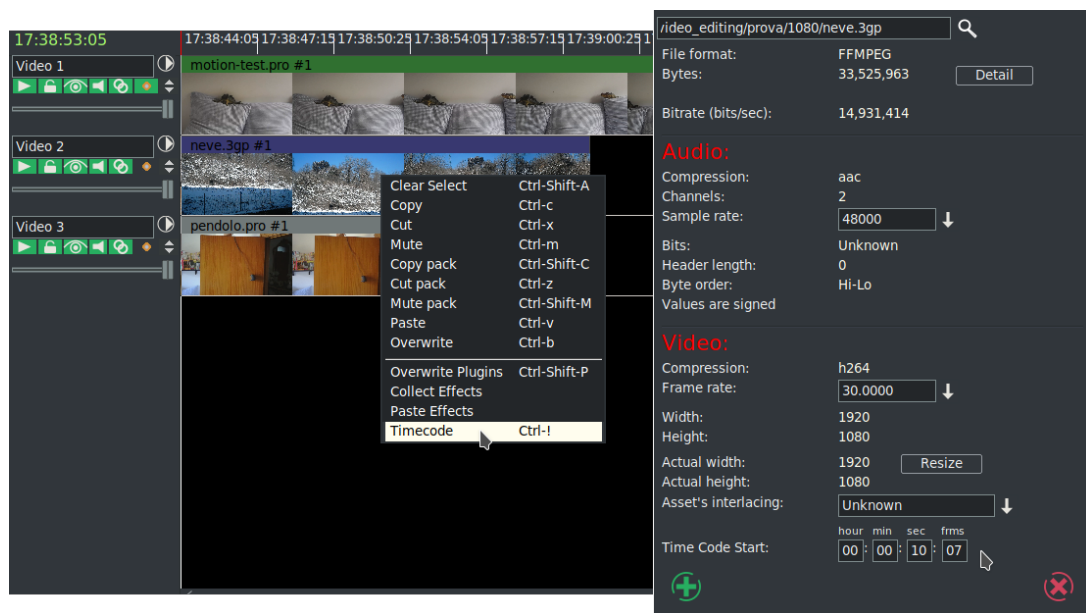 17:38:53:05
17:38:44:05 17:38:47:15 17:38:50:25 17:38:54:05 17:38:57:15 17:39:00:25
Video 1
motion-test.pro #1
Video 2
neve.3gp #1
Video 3
pendolo.pro #1
Clear Select Ctrl-Shift-A
Copy Ctrl-c
Cut Ctrl-x
Mute Ctrl-m
Copy pack Ctrl-Shift-C
Cut pack Ctrl-z
Mute pack Ctrl-Shift-M
Paste Ctrl-v
Overwrite Ctrl-b
Overwrite Plugins Ctrl-Shift-P
Collect Effects
Paste Effects
Timecode Ctrl-!
/ideo_editing/prova/1080/neve.3gp
File format: FFMPEG
Bytes: 33,525,963 Detail
Bitrate (bits/sec): 14,931,414
Audio:
Compression: aac
Channels: 2
Sample rate: 48000
Bits: Unknown
Header length: 0
Byte order: Hi-Lo
Values are signed
Video:
Compression: h264
Frame rate: 30.0000
Width: 1920
Height: 1080
Actual width: 1920 Resize
Actual height: 1080
Asset's interlacing: Unknown
hour min sec frms
Time Code Start: 00 : 00 : 10 : 07